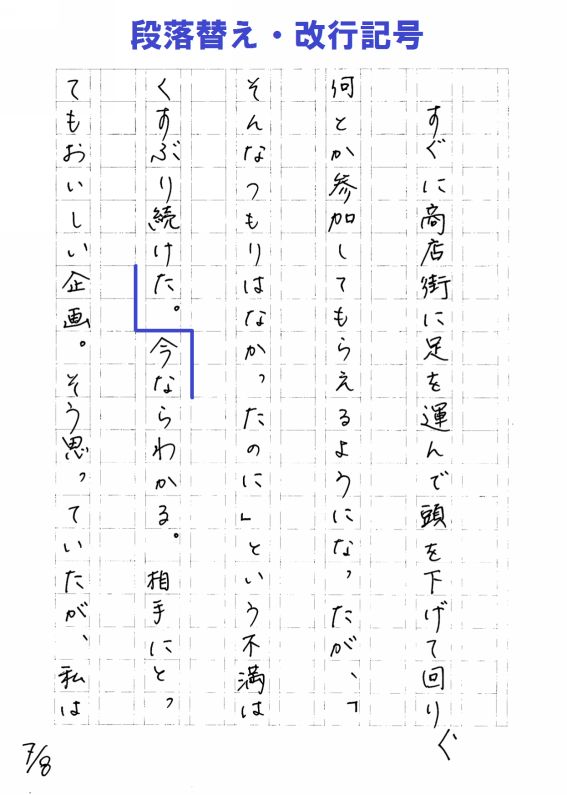 段落替え・改行記号
すぐに商店街に足を運んで頭を下げて回り
何とか参加してもらえるようになったが、「
そんなつもりはなかったのに」という不満は
くすぶり続けた。今ならわかる。相手にとっ
てもおいしい企画。そう思っていたが、私は
7/8